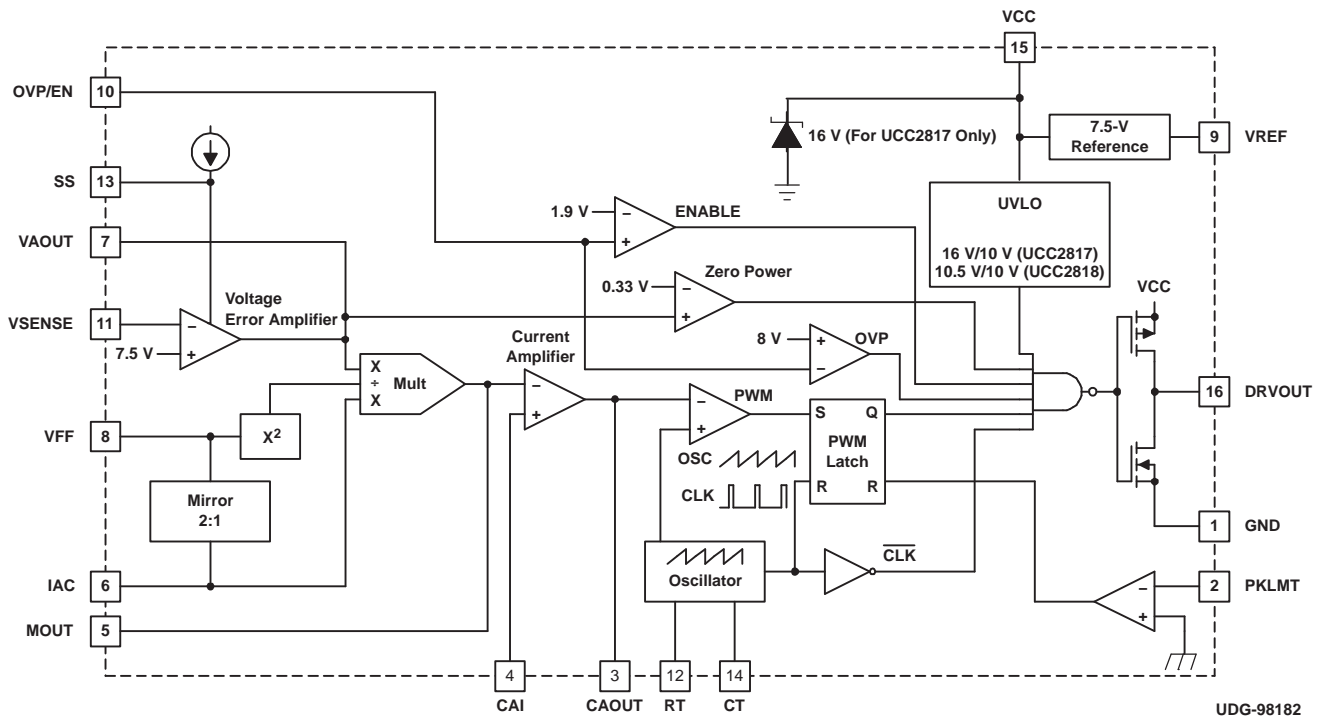 VCC
15
OVP/EN
10
16 V (For UCC2817 Only)
7.5-V
Reference
9
VREF
SS
13
UVLO
16 V/10 V (UCC2817)
10.5 V/10 V (UCC2818)
1.9 V
−
+
ENABLE
VAOUT
7
0.33 V
−
+
Zero Power
VCC
VSENSE
11
7.5 V
−
+
Voltage
Error Amplifier
Current
Amplifier
8 V
+
−
OVP
X
÷
X
Mult
−
+
−
+
PWM
S
Q
PWM
Latch
R
R
16
DRVOUT
VFF
8
X2
OSC
CLK
Mirror
2:1
1
GND
Oscillator
CLK
IAC
6
−
+
2
PKLMT
MOUT
5
4
3
12
14
CAI
CAOUT
RT
CT
UDG-98182